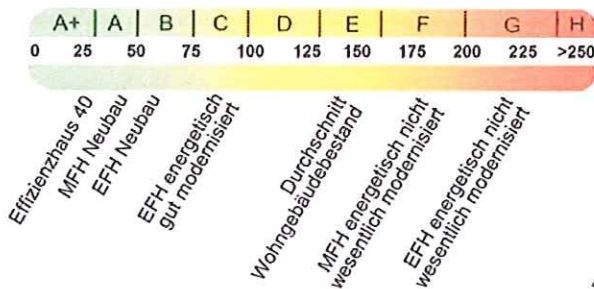 A+ A B C D E F G H
0 25 50 75 100 125 150 175 200 225 >250
Effizienzhaus 40
MFH Neubau
EFH Neubau
EFH energetisch
gut modernisiert
Durchschnitt
Wohngebäudebestand
MFH energetisch nicht
wesentlich modernisiert
EFH energetisch nicht
wesentlich modernisiert